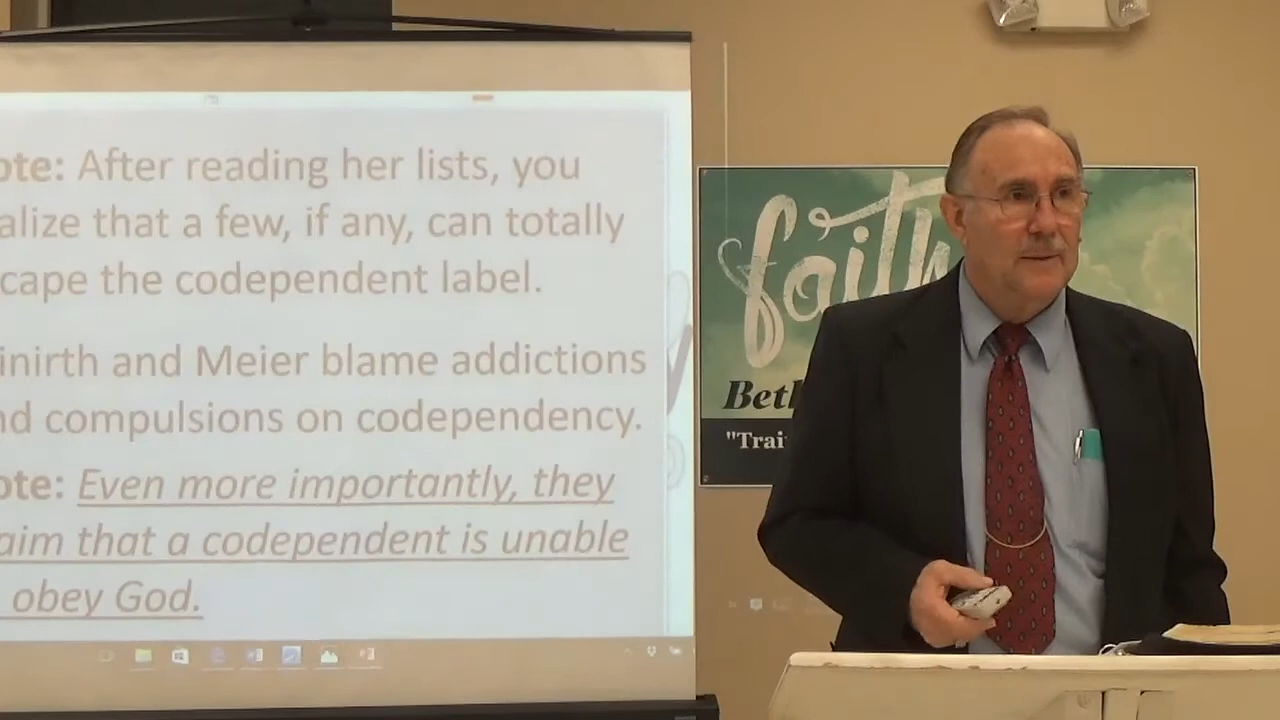 ote: After reading her lists, you
alize that a few, if any, can totally
cape the codependent label.
inirth and Meier blame addictions
nd compulsions on codependency.
ote: Even more importantly, they
aim that a codependent is unable
obey God.
faith
Beth
"Trai